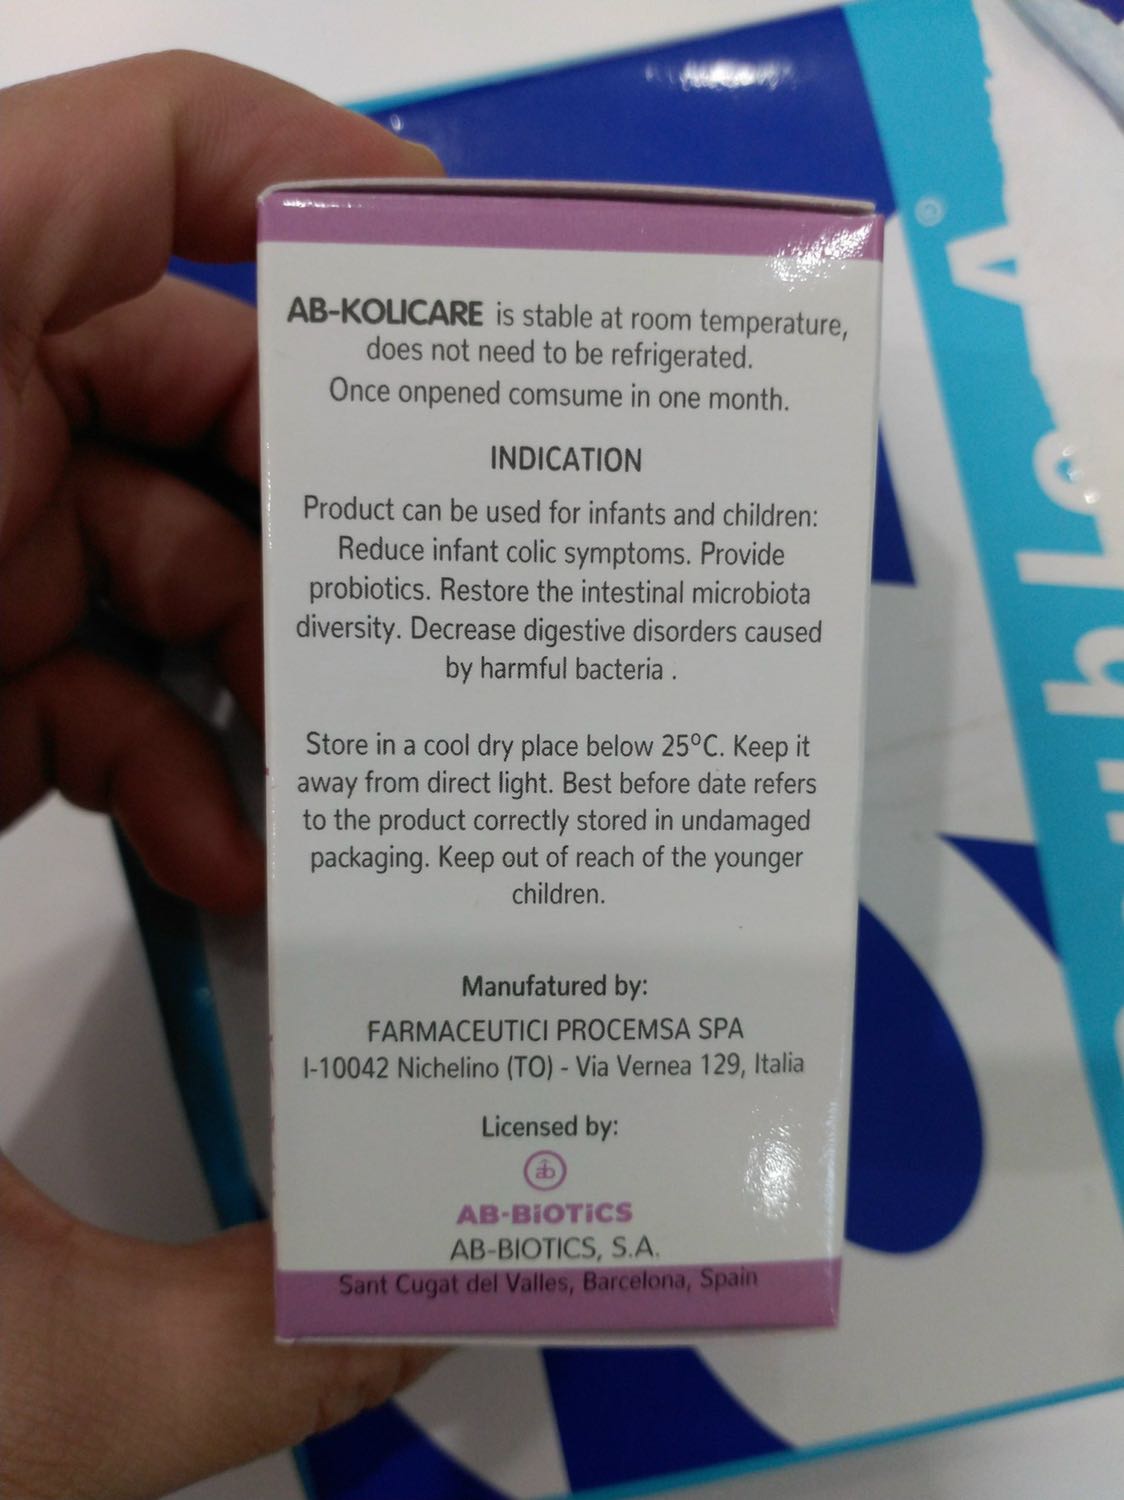 AB-KOLICARE is stable at room temperature,
does not need to be refrigerated.
Once onpened comsume in one month.
INDICATION
Product can be used for infants and children:
Reduce infant colic symptoms. Provide
probiotics. Restore the intestinal microbiota
diversity. Decrease digestive disorders caused
by harmful bacteria .
Store in a cool dry place below 25ºC. Keep it
away from direct light. Best before date refers
to the product correctly stored in undamaged
packaging. Keep out of reach of the younger
children.
Manufatured by:
FARMACEUTICI PROCEMSA SPA
I-10042 Nichelino (TO) - Via Vernea 129, Italia
Licensed by:
ab
AB-BiOTiCS
AB-BIOTICS, S.A.
Sant Cugat del Valles, Barcelona, Spain